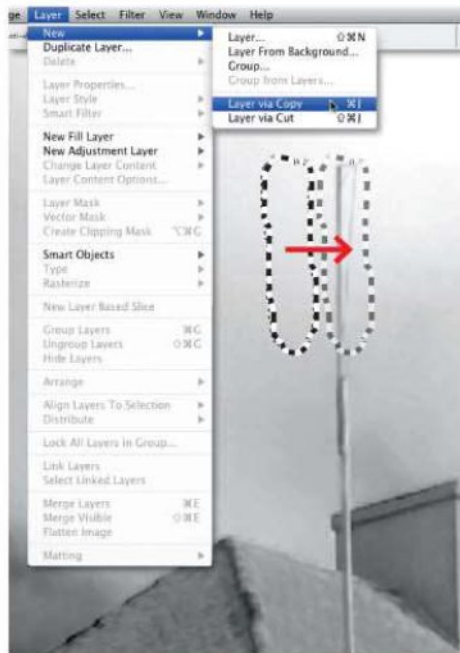 ge Layer Select Filter View Window Help
New
Duplicate Layer...
Delete
Layer Properties...
Layer Style
Smart Filter
New Fill Layer
New Adjustment Layer
Change Layer Content
Layer Content Options...
Layer Mask
Vector Mask
Create Clipping Mask ⌥⌘G
Smart Objects
Type
Rasterize
New Layer Based Slice
Group Layers ⌘G
Ungroup Layers ⇧⌘G
Hide Layers
Arrange
Align Layers To Selection
Distribute
Lock All Layers in Group...
Link Layers
Select Linked Layers
Merge Layers ⌘E
Merge Visible ⇧⌘E
Flatten Image
Matting
Layer... ⇧⌘N
Layer From Background...
Group...
Group from Layers...
Layer via Copy ⌘J
Layer via Cut ⇧⌘J